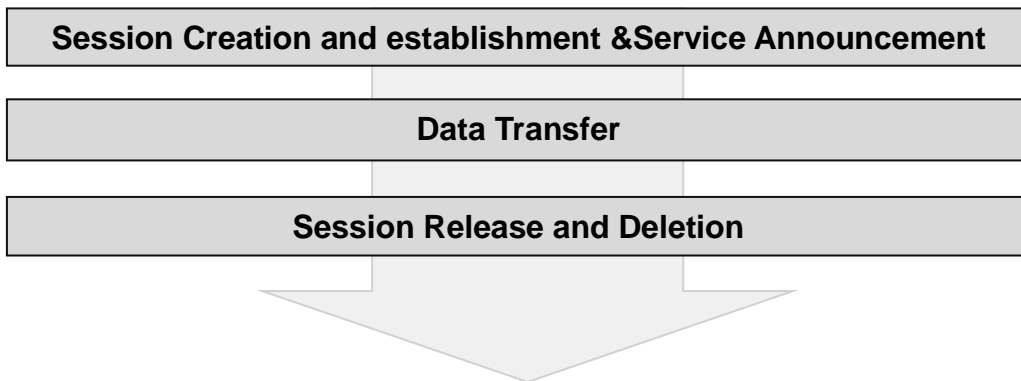 Session Creation and establishment &Service Announcement
Data Transfer
Session Release and Deletion